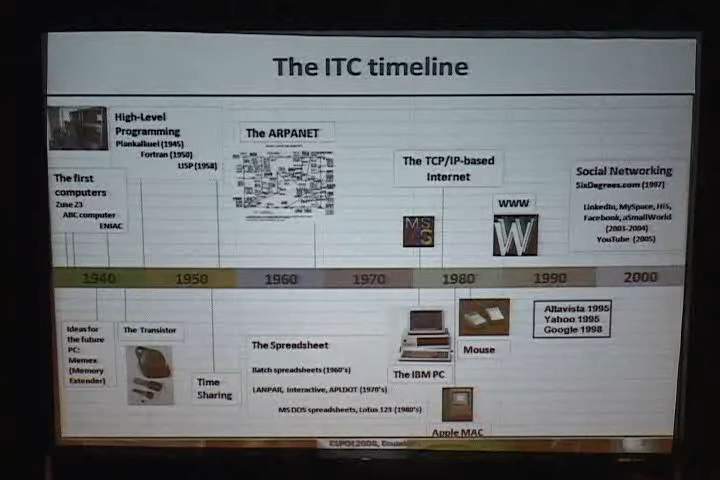 The ITC timeline
High-Level
Programming
Plankalkuel (1945)
Fortran (1950)
LISP (1958)
The ARPANET
The TCP/IP-based
Internet
Social Networking
SixDegrees.com (1997)
LinkedIn, MySpace, Hi5,
Facebook, aSmallWorld
(2003-2004)
YouTube (2005)
The first
computers
Zuse Z3
ABC computer
ENIAC
WWW
MS
G
W
1940 1950 1960 1970 1980 1990 2000
Ideas for
the future
PC:
Memex
(Memory
Extender)
The Transistor
Time
Sharing
The Spreadsheet
Batch spreadsheets (1960's)
LANPAR, Interactive, APLDOT (1970's)
MS DOS spreadsheets, Lotus 123 (1980's)
The IBM PC
Mouse
Apple MAC
Altavista 1995
Yahoo 1995
Google 1998